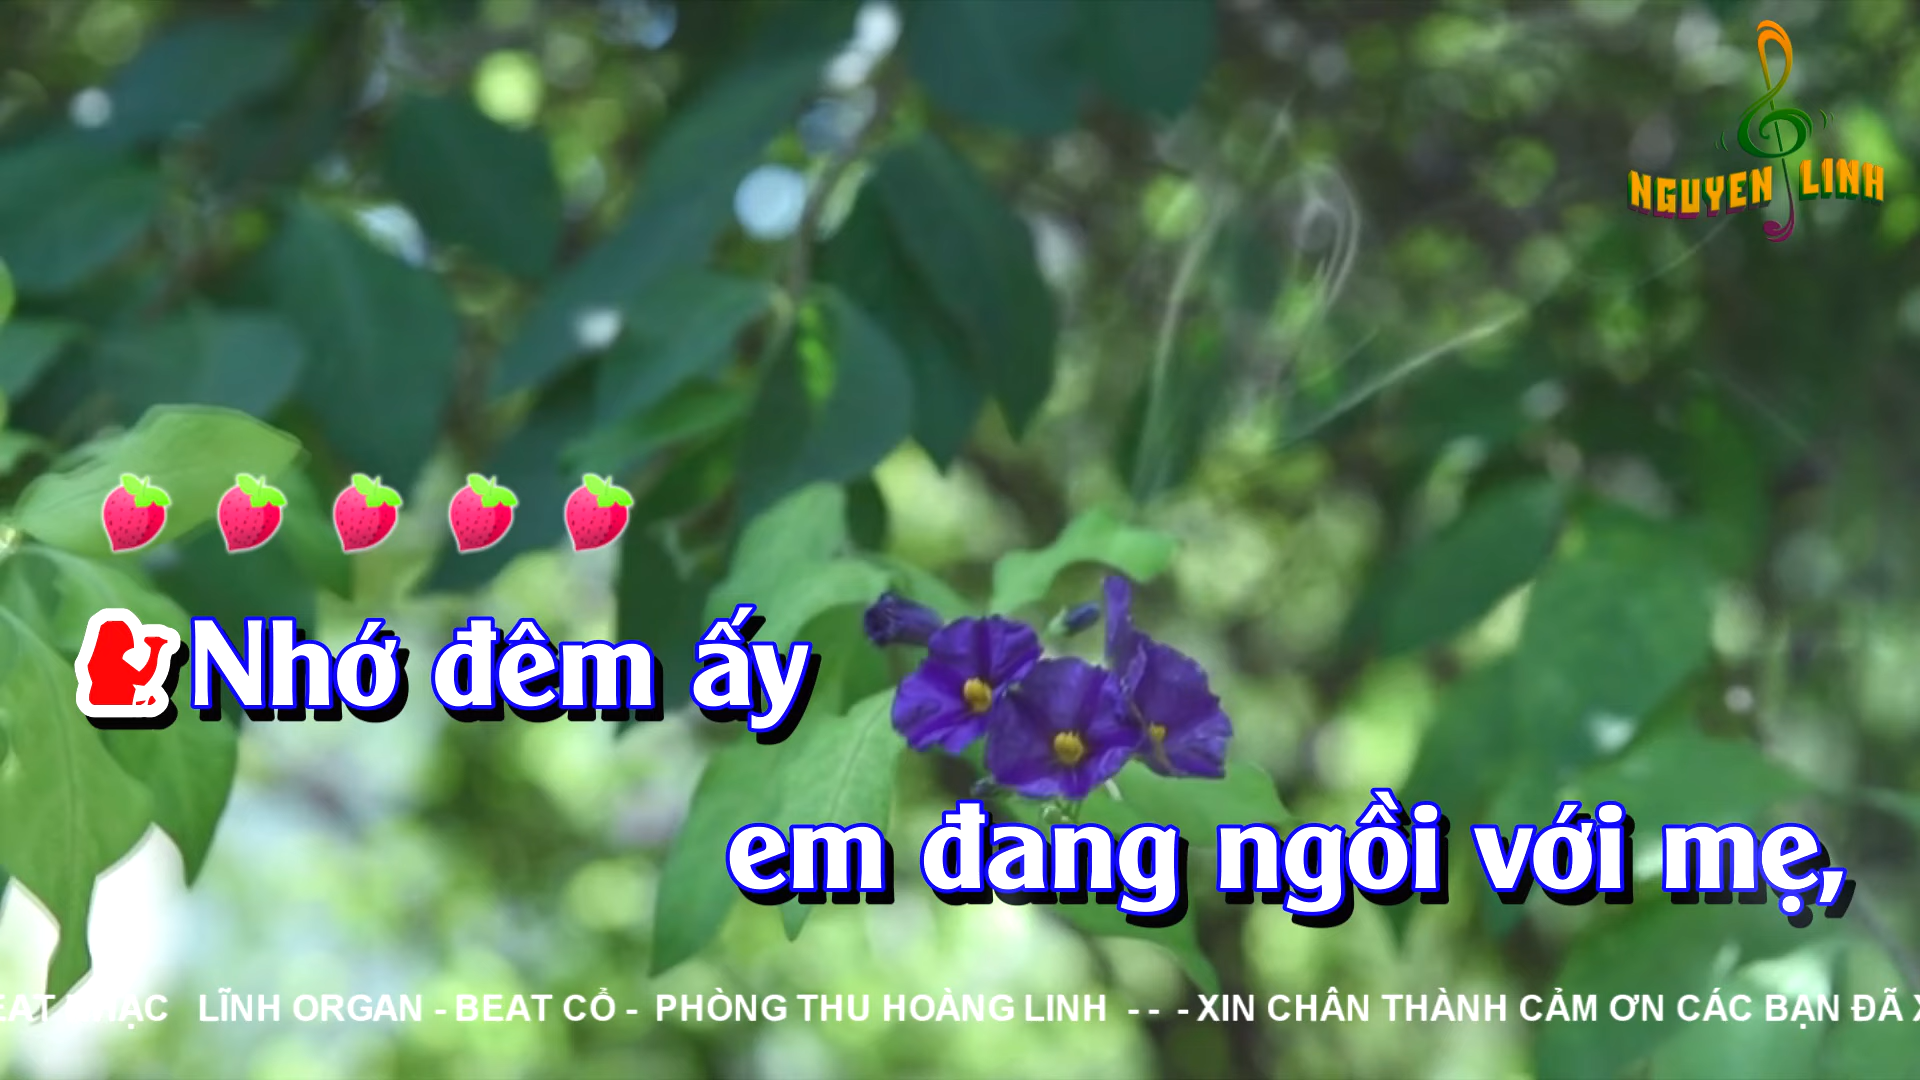 NGUYEN LINH
Nhớ đêm ấy
em đang ngồi với mẹ,
LĨNH ORGAN - BEAT CỔ - PHÒNG THU HOÀNG LINH - - - XIN CHÂN THÀNH CẢM ƠN CÁC BẠN ĐÃ